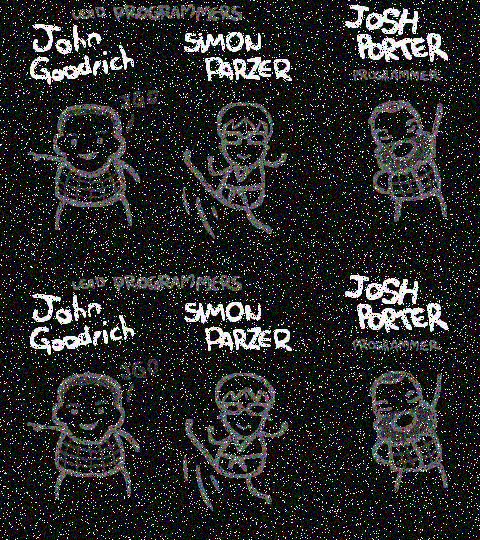 LEAD PROGRAMMERS
John Goodrich
SIMON PARZER
JOSH PORTER
PROGRAMMER
LEAD PROGRAMMERS
John Goodrich
SIMON PARZER
JOSH PORTER
PROGRAMMER